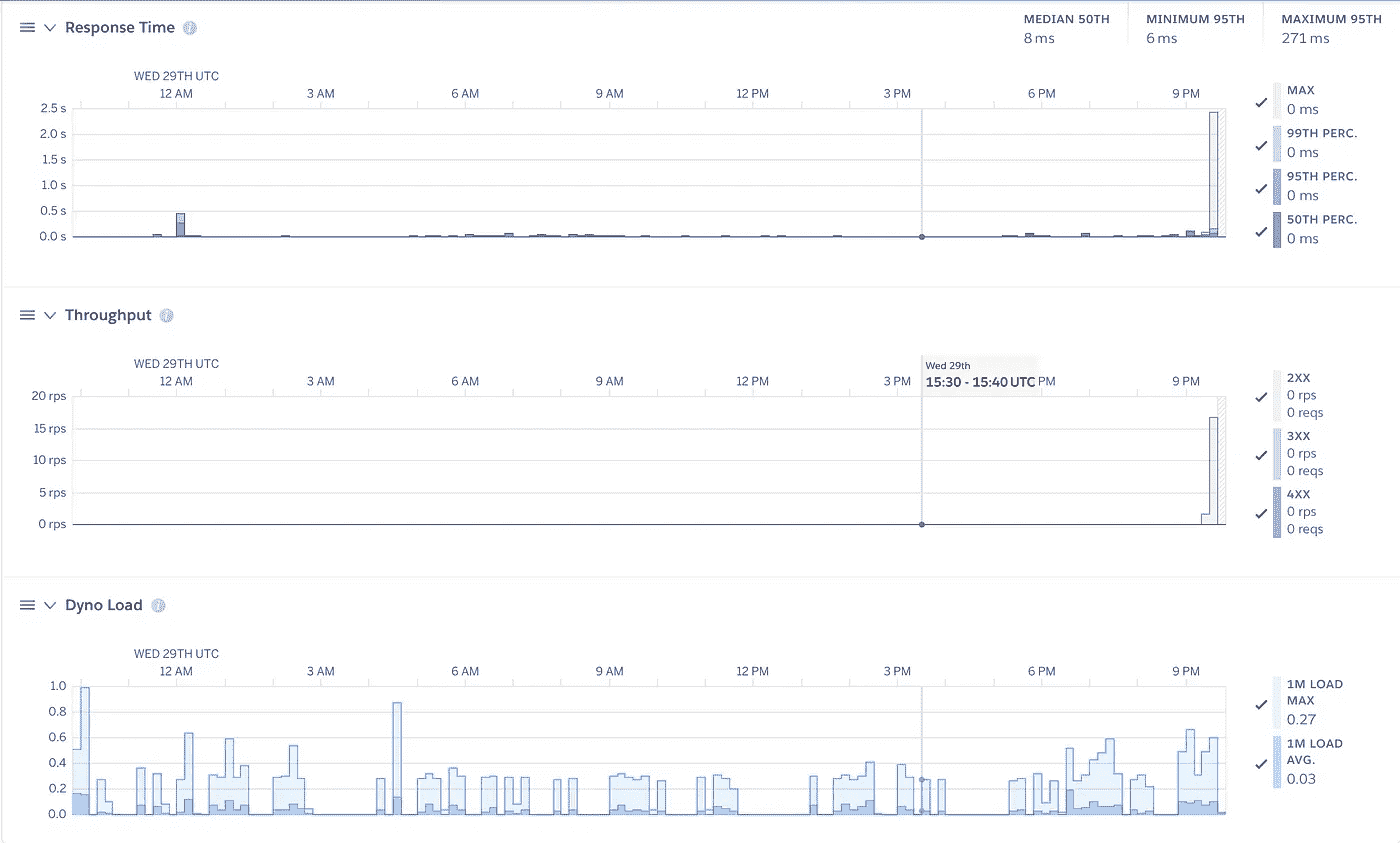 Response Time
MEDIAN 50TH
8 ms
MINIMUM 95TH
6 ms
MAXIMUM 95TH
271 ms
WED 29TH UTC
12 AM 3 AM 6 AM 9 AM 12 PM 3 PM 6 PM 9 PM
2.5 s
2.0 s
1.5 s
1.0 s
0.5 s
0.0 s
MAX
0 ms
99TH PERC.
0 ms
95TH PERC.
0 ms
50TH PERC.
0 ms
Throughput
WED 29TH UTC
12 AM 3 AM 6 AM 9 AM 12 PM 3 PM PM 9 PM
Wed 29th
15:30 - 15:40 UTC
20 rps
15 rps
10 rps
5 rps
0 rps
2XX
0 rps
0 reqs
3XX
0 rps
0 reqs
4XX
0 rps
0 reqs
Dyno Load
WED 29TH UTC
12 AM 3 AM 6 AM 9 AM 12 PM 3 PM 6 PM 9 PM
1.0
0.8
0.6
0.4
0.2
0.0
1M LOAD
MAX
0.27
1M LOAD
AVG.
0.03